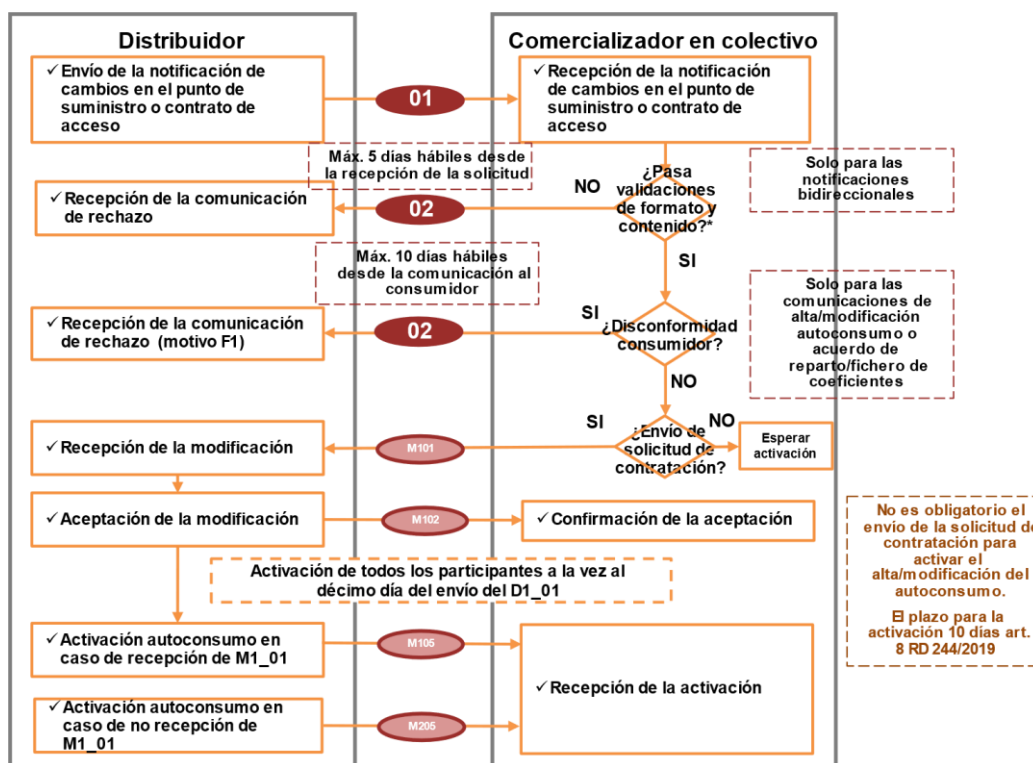 Distribuidor
Comercializador en colectivo
✓Envío de la notificación de
cambios en el punto de
suministro o contrato de
acceso
01
✓Recepción de la notificación
de cambios en el punto de
suministro o contrato de
acceso
Máx. 5 días hábiles desde
la recepción de la solicitud
Solo para las
notificaciones
bidireccionales
✓Recepción de la comunicación
de rechazo
02
NO
¿Pasa
validaciones
de formato y
contenido?*
SI
Máx. 10 días hábiles
desde la comunicación al
consumidor
Solo para las
comunicaciones de
alta/modificación
autoconsumo o
acuerdo de
reparto/fichero de
coeficientes
✓Recepción de la comunicación
de rechazo (motivo F1)
02
SI
¿Disconformidad
consumidor?
NO
✓Recepción de la modificación
M101
SI
¿Envío de
solicitud de
contratación?
NO
Esperar
activación
✓Aceptación de la modificación
M102
✓Confirmación de la aceptación
No es obligatorio el
envío de la solicitud de
contratación para
activar el
alta/modificación del
autoconsumo.
El plazo para la
activación 10 días art.
8 RD 244/2019
Activación de todos los participantes a la vez al
décimo día del envío del D1_01
✓Activación autoconsumo en
caso de recepción de M1_01
M105
✓Recepción de la activación
✓Activación autoconsumo en
caso de no recepción de
M1_01
M205